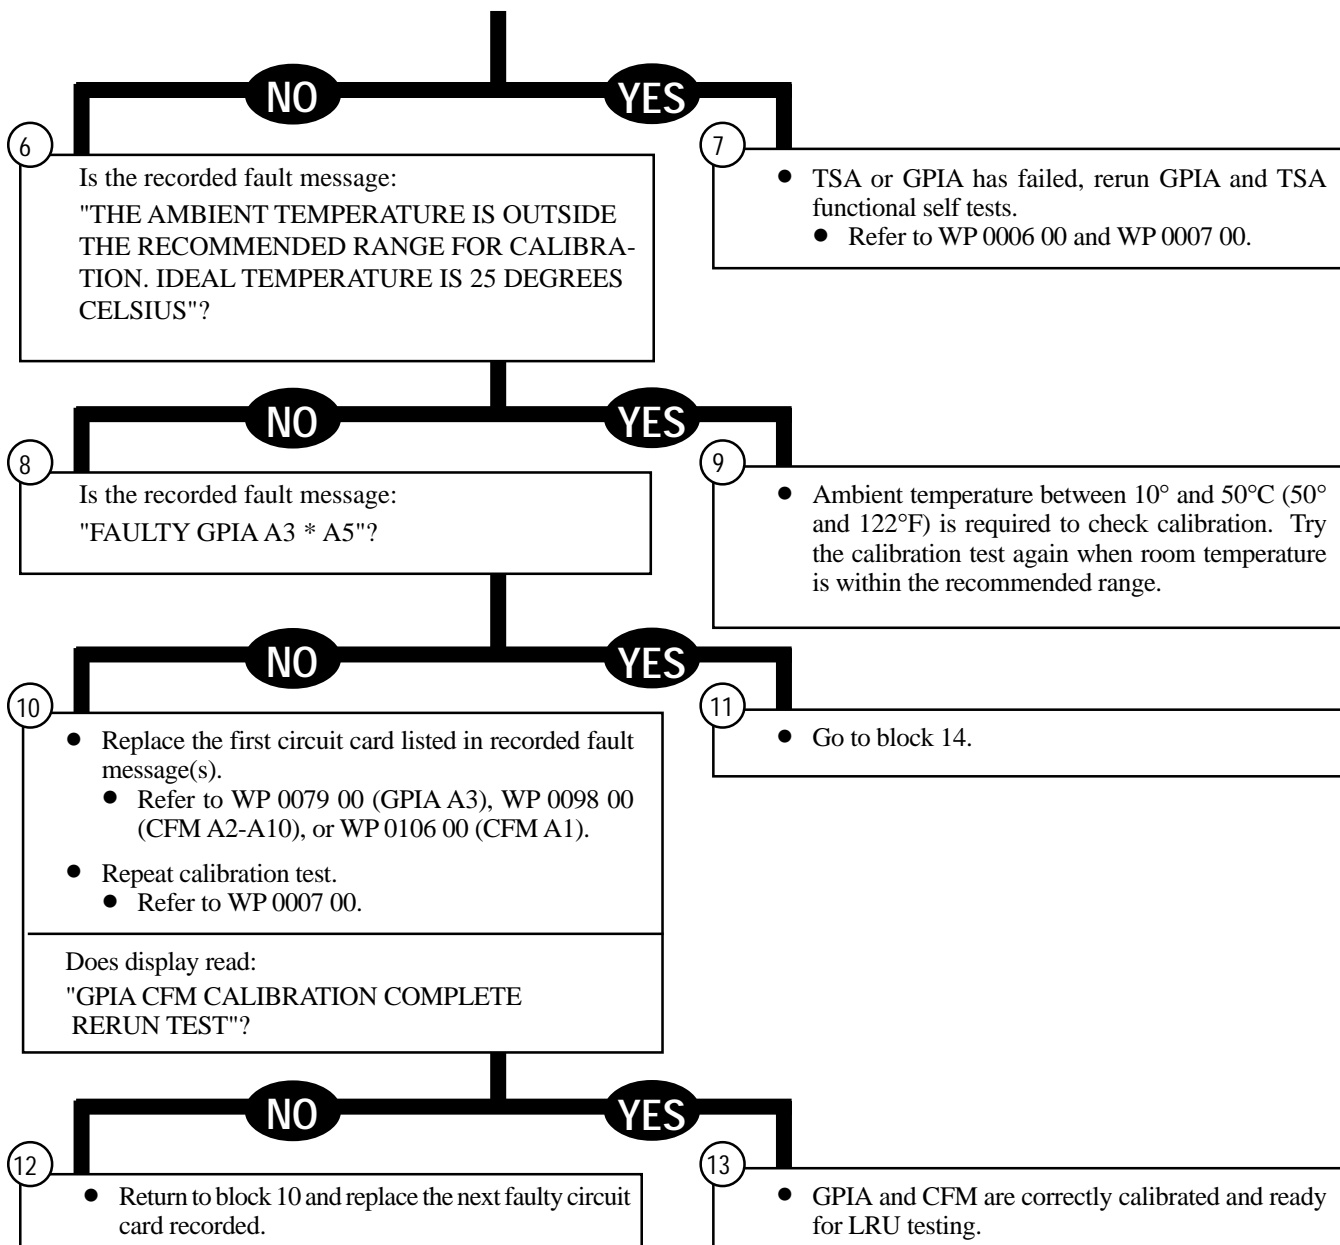 NO
YES
6
Is the recorded fault message:
"THE AMBIENT TEMPERATURE IS OUTSIDE
THE RECOMMENDED RANGE FOR CALIBRA-
TION. IDEAL TEMPERATURE IS 25 DEGREES
CELSIUS"?
7
● TSA or GPIA has failed, rerun GPIA and TSA
functional self tests.
● Refer to WP 0006 00 and WP 0007 00.
NO
YES
8
Is the recorded fault message:
"FAULTY GPIA A3 * A5"?
9
● Ambient temperature between 10° and 50°C (50°
and 122°F) is required to check calibration. Try
the calibration test again when room temperature
is within the recommended range.
NO
YES
10
● Replace the first circuit card listed in recorded fault
message(s).
● Refer to WP 0079 00 (GPIA A3), WP 0098 00
(CFM A2-A10), or WP 0106 00 (CFM A1).
● Repeat calibration test.
● Refer to WP 0007 00.
Does display read:
"GPIA CFM CALIBRATION COMPLETE
RERUN TEST"?
11
● Go to block 14.
NO
YES
12
● Return to block 10 and replace the next faulty circuit
card recorded.
13
● GPIA and CFM are correctly calibrated and ready
for LRU testing.